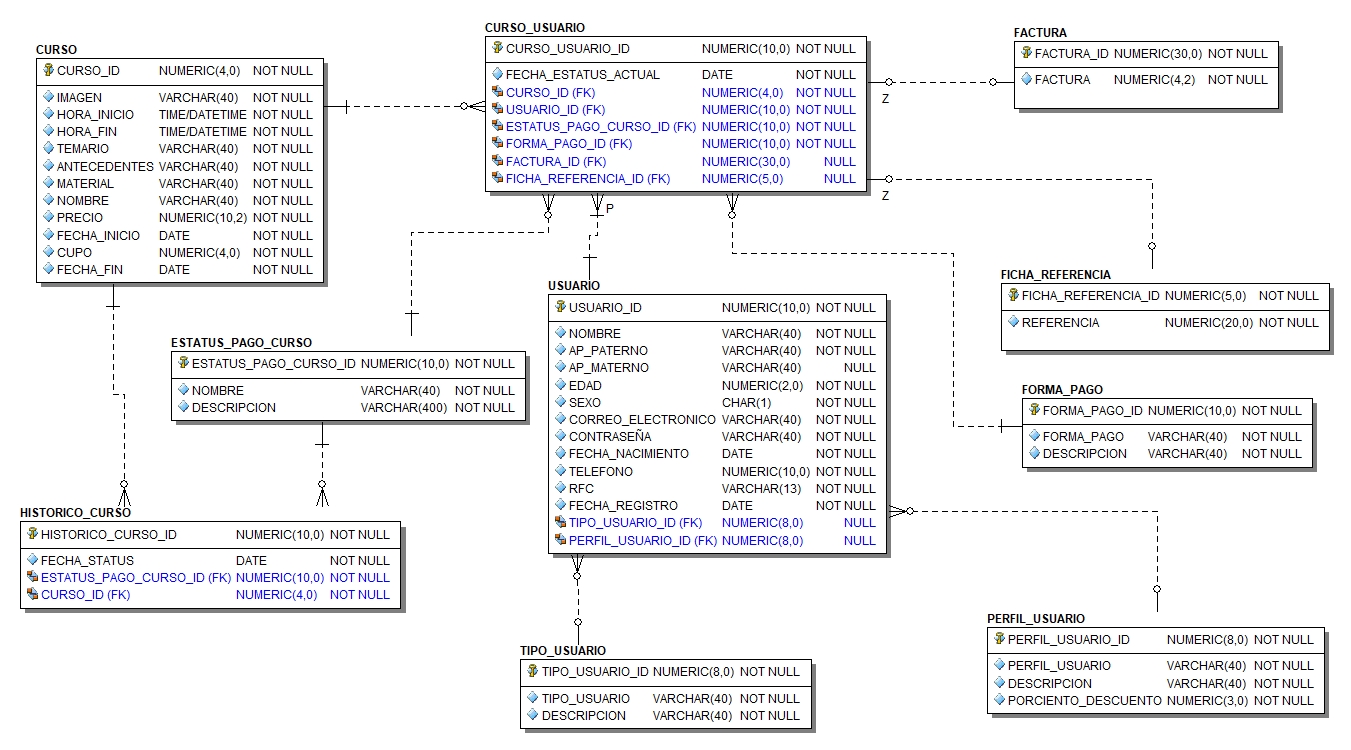 CURSO
CURSO_ID NUMERIC(4,0) NOT NULL
IMAGEN VARCHAR(40) NOT NULL
HORA_INICIO TIME/DATETIME NOT NULL
HORA_FIN TIME/DATETIME NOT NULL
TEMARIO VARCHAR(40) NOT NULL
ANTECEDENTES VARCHAR(40) NOT NULL
MATERIAL VARCHAR(40) NOT NULL
NOMBRE VARCHAR(40) NOT NULL
PRECIO NUMERIC(10,2) NOT NULL
FECHA_INICIO DATE NOT NULL
CUPO NUMERIC(4,0) NOT NULL
FECHA_FIN DATE NOT NULL
CURSO_USUARIO
CURSO_USUARIO_ID NUMERIC(10,0) NOT NULL
FECHA_ESTATUS_ACTUAL DATE NOT NULL
CURSO_ID (FK) NUMERIC(4,0) NOT NULL
USUARIO_ID (FK) NUMERIC(10,0) NOT NULL
ESTATUS_PAGO_CURSO_ID (FK) NUMERIC(10,0) NOT NULL
FORMA_PAGO_ID (FK) NUMERIC(10,0) NOT NULL
FACTURA_ID (FK) NUMERIC(30,0) NULL
FICHA_REFERENCIA_ID (FK) NUMERIC(5,0) NULL
Z
Z
P
FACTURA
FACTURA_ID NUMERIC(30,0) NOT NULL
FACTURA NUMERIC(4,2) NOT NULL
FICHA_REFERENCIA
FICHA_REFERENCIA_ID NUMERIC(5,0) NOT NULL
REFERENCIA NUMERIC(20,0) NOT NULL
ESTATUS_PAGO_CURSO
ESTATUS_PAGO_CURSO_ID NUMERIC(10,0) NOT NULL
NOMBRE VARCHAR(40) NOT NULL
DESCRIPCION VARCHAR(400) NOT NULL
USUARIO
USUARIO_ID NUMERIC(10,0) NOT NULL
NOMBRE VARCHAR(40) NOT NULL
AP_PATERNO VARCHAR(40) NOT NULL
AP_MATERNO VARCHAR(40) NULL
EDAD NUMERIC(2,0) NOT NULL
SEXO CHAR(1) NOT NULL
CORREO_ELECTRONICO VARCHAR(40) NOT NULL
CONTRASEÑA VARCHAR(40) NOT NULL
FECHA_NACIMIENTO DATE NOT NULL
TELEFONO NUMERIC(10,0) NOT NULL
RFC VARCHAR(13) NOT NULL
FECHA_REGISTRO DATE NOT NULL
TIPO_USUARIO_ID (FK) NUMERIC(8,0) NULL
PERFIL_USUARIO_ID (FK) NUMERIC(8,0) NULL
FORMA_PAGO
FORMA_PAGO_ID NUMERIC(10,0) NOT NULL
FORMA_PAGO VARCHAR(40) NOT NULL
DESCRIPCION VARCHAR(40) NOT NULL
HISTORICO_CURSO
HISTORICO_CURSO_ID NUMERIC(10,0) NOT NULL
FECHA_STATUS DATE NOT NULL
ESTATUS_PAGO_CURSO_ID (FK) NUMERIC(10,0) NOT NULL
CURSO_ID (FK) NUMERIC(4,0) NOT NULL
TIPO_USUARIO
TIPO_USUARIO_ID NUMERIC(8,0) NOT NULL
TIPO_USUARIO VARCHAR(40) NOT NULL
DESCRIPCION VARCHAR(40) NOT NULL
PERFIL_USUARIO
PERFIL_USUARIO_ID NUMERIC(8,0) NOT NULL
PERFIL_USUARIO VARCHAR(40) NOT NULL
DESCRIPCION VARCHAR(40) NOT NULL
PORCIENTO_DESCUENTO NUMERIC(3,0) NOT NULL